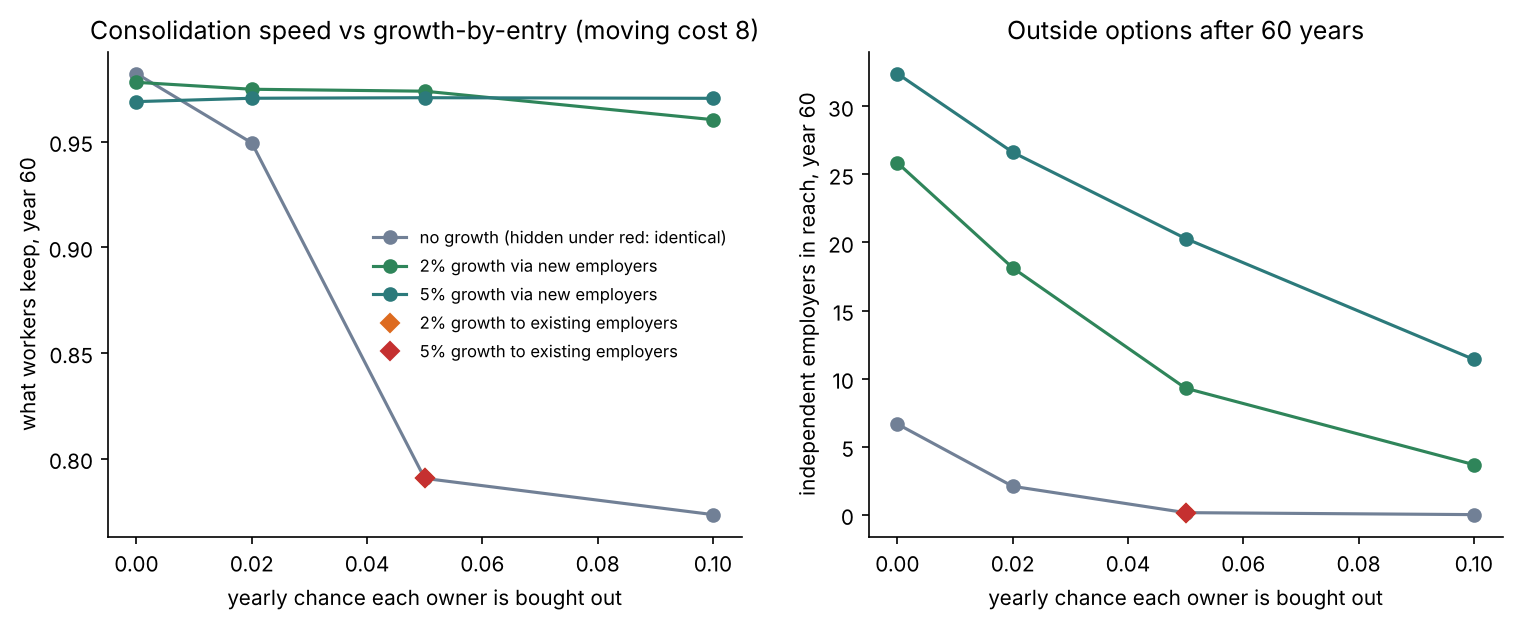 Consolidation speed vs growth-by-entry (moving cost 8)
what workers keep, year 60
0.95
0.90
0.85
0.80
no growth (hidden under red: identical)
2% growth via new employers
5% growth via new employers
2% growth to existing employers
5% growth to existing employers
0.00 0.02 0.04 0.06 0.08 0.10
yearly chance each owner is bought out
Outside options after 60 years
independent employers in reach, year 60
30
25
20
15
10
5
0
0.00 0.02 0.04 0.06 0.08 0.10
yearly chance each owner is bought out